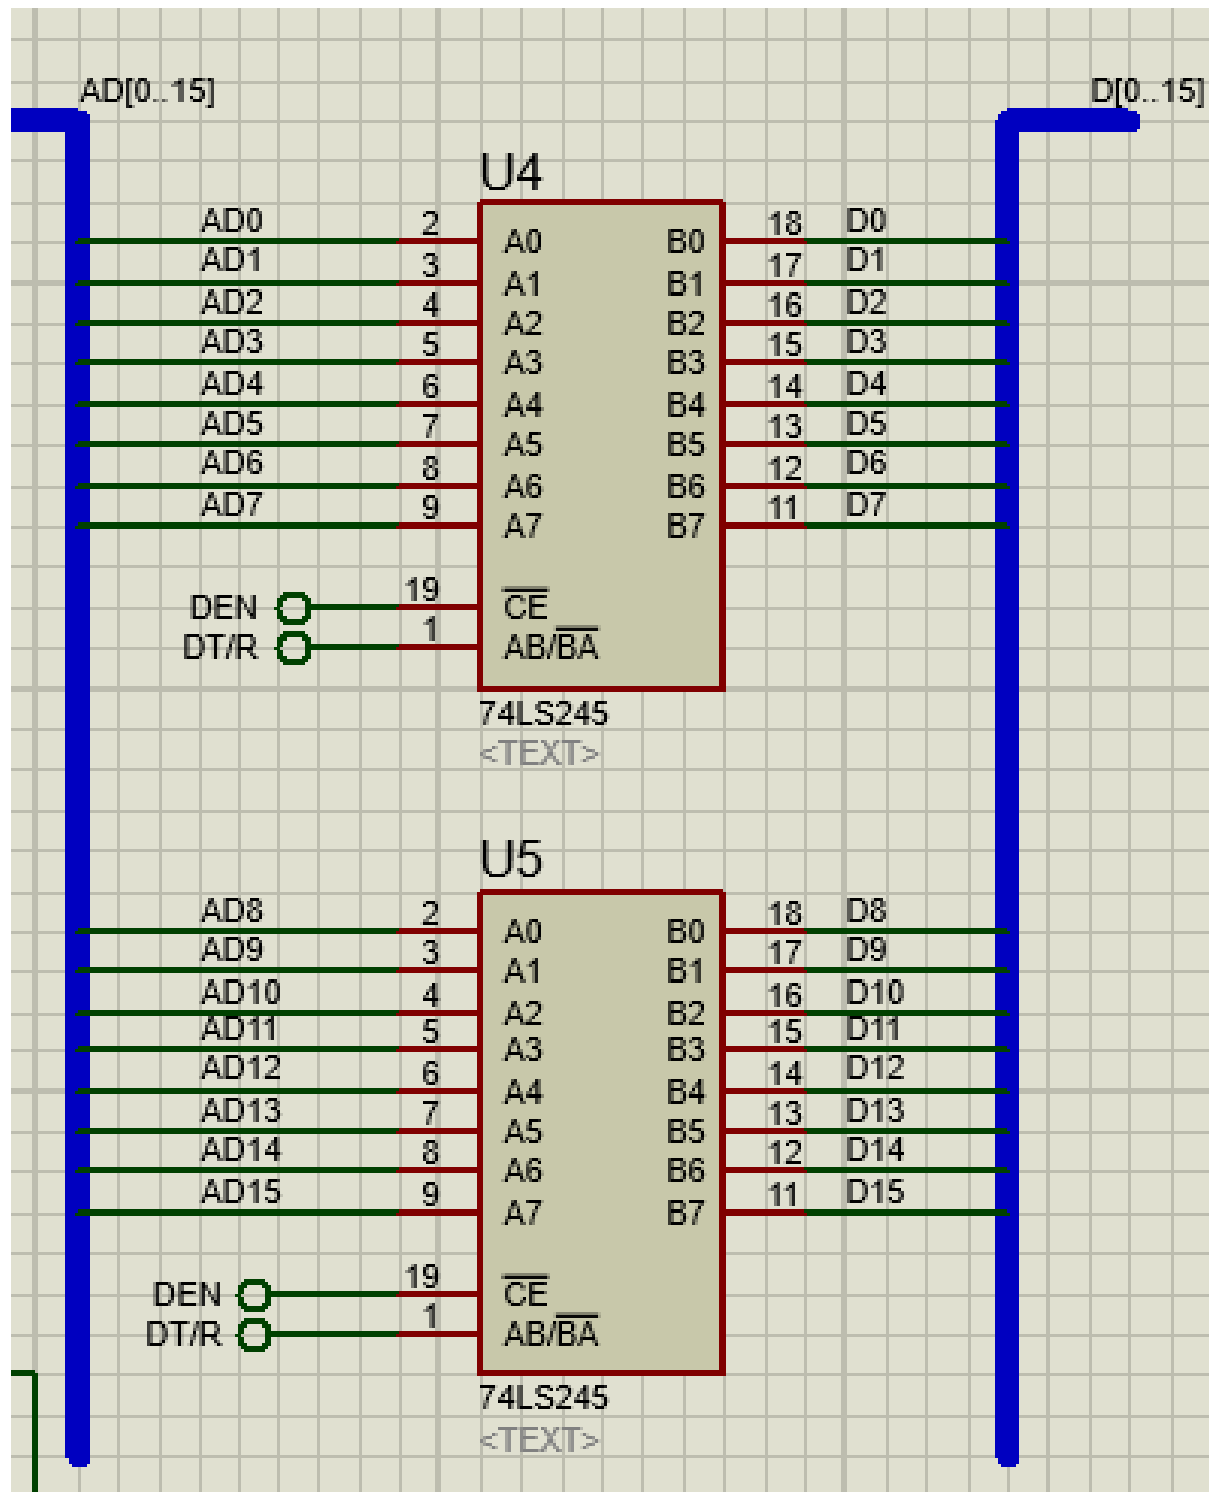 AD[0..15] D[0..15]
U4
AD0 2 A0 B0 18 D0
AD1 3 A1 B1 17 D1
AD2 4 A2 B2 16 D2
AD3 5 A3 B3 15 D3
AD4 6 A4 B4 14 D4
AD5 7 A5 B5 13 D5
AD6 8 A6 B6 12 D6
AD7 9 A7 B7 11 D7
DEN 19 CE
DT/R 1 AB/BA
74LS245
<TEXT>
U5
AD8 2 A0 B0 18 D8
AD9 3 A1 B1 17 D9
AD10 4 A2 B2 16 D10
AD11 5 A3 B3 15 D11
AD12 6 A4 B4 14 D12
AD13 7 A5 B5 13 D13
AD14 8 A6 B6 12 D14
AD15 9 A7 B7 11 D15
DEN 19 CE
DT/R 1 AB/BA
74LS245
<TEXT>